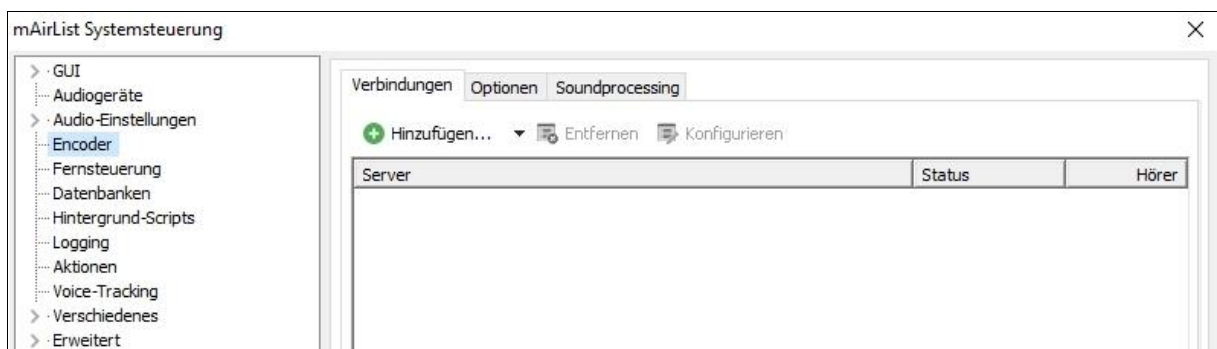 mAirList Systemsteuerung
GUI
Audiogeräte
Audio-Einstellungen
Encoder
Fernsteuerung
Datenbanken
Hintergrund-Scripts
Logging
Aktionen
Voice-Tracking
Verschiedenes
Erweitert
Verbindungen Optionen Soundprocessing
Hinzufügen... Entfernen Konfigurieren
Server Status Hörer